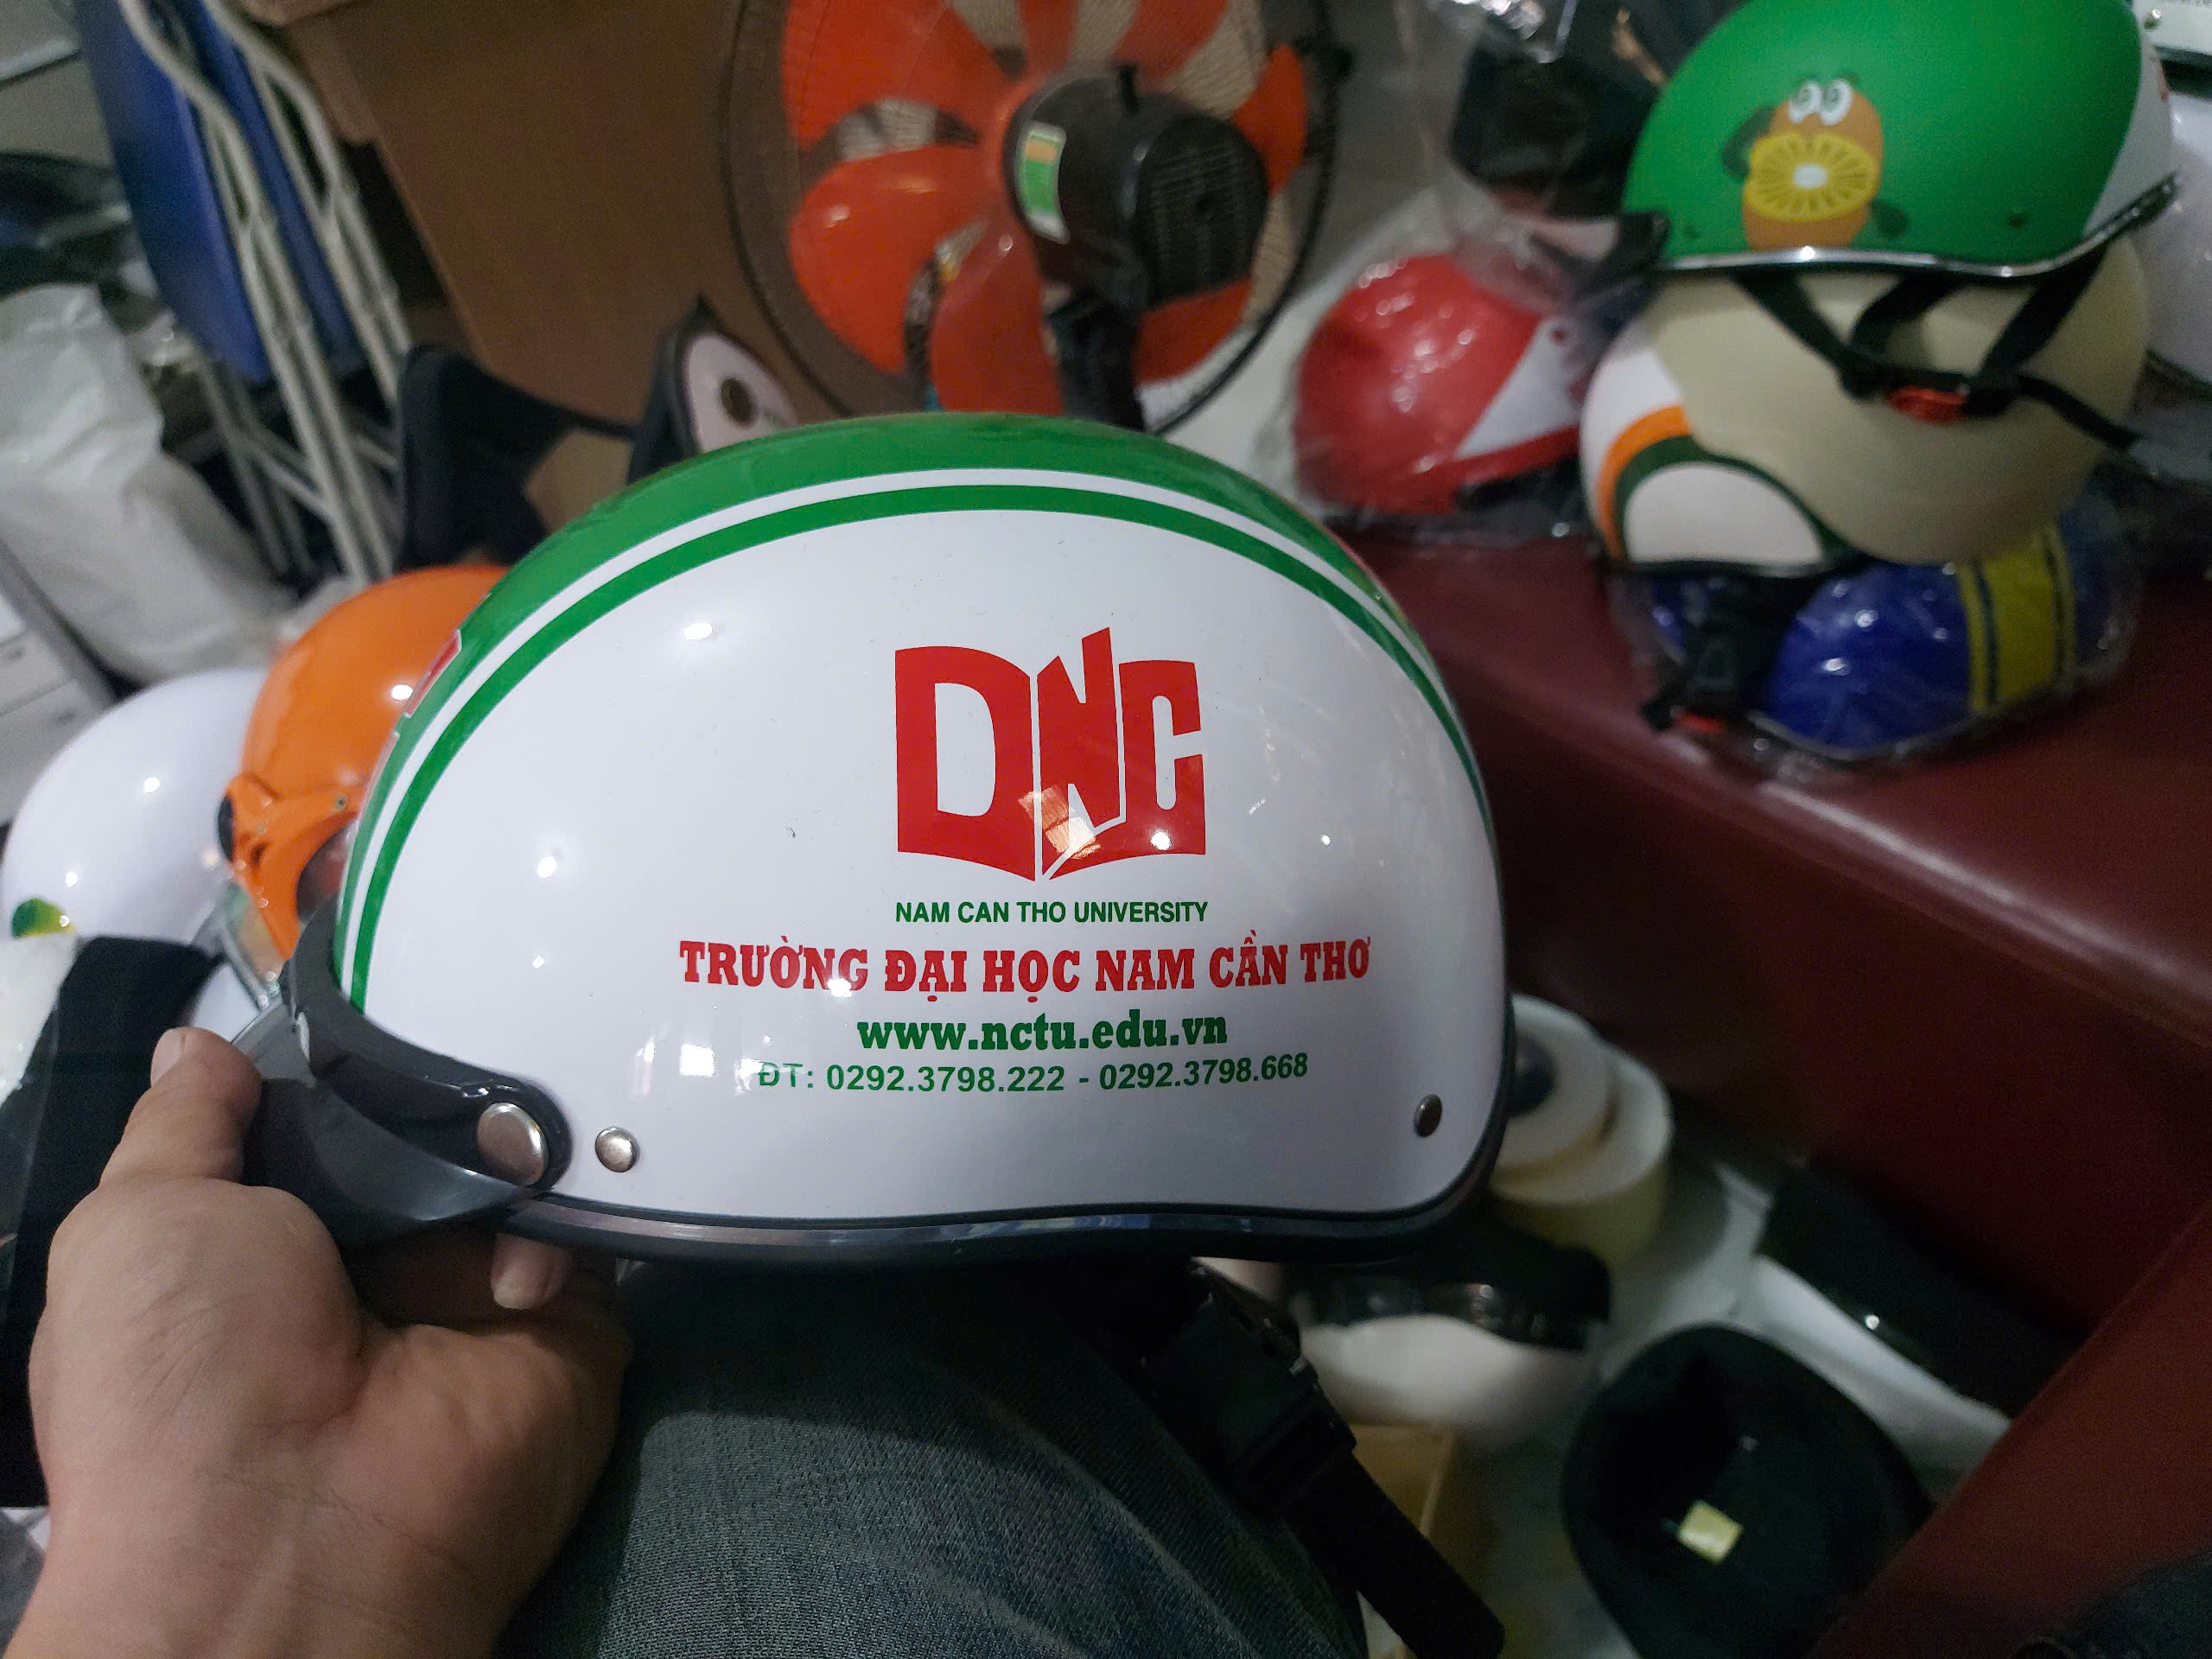 DNC
NAM CAN THO UNIVERSITY
TRƯỜNG ĐẠI HỌC NAM CẦN THƠ
www.nctu.edu.vn
ĐT: 0292.3798.222 - 0292.3798.668